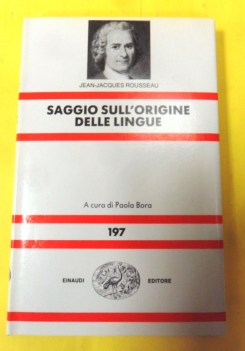 JEAN-JACQUES ROUSSEAU
SAGGIO SULL'ORIGINE
DELLE LINGUE
A cura di Paola Bora
197
EINAUDI EDITORE